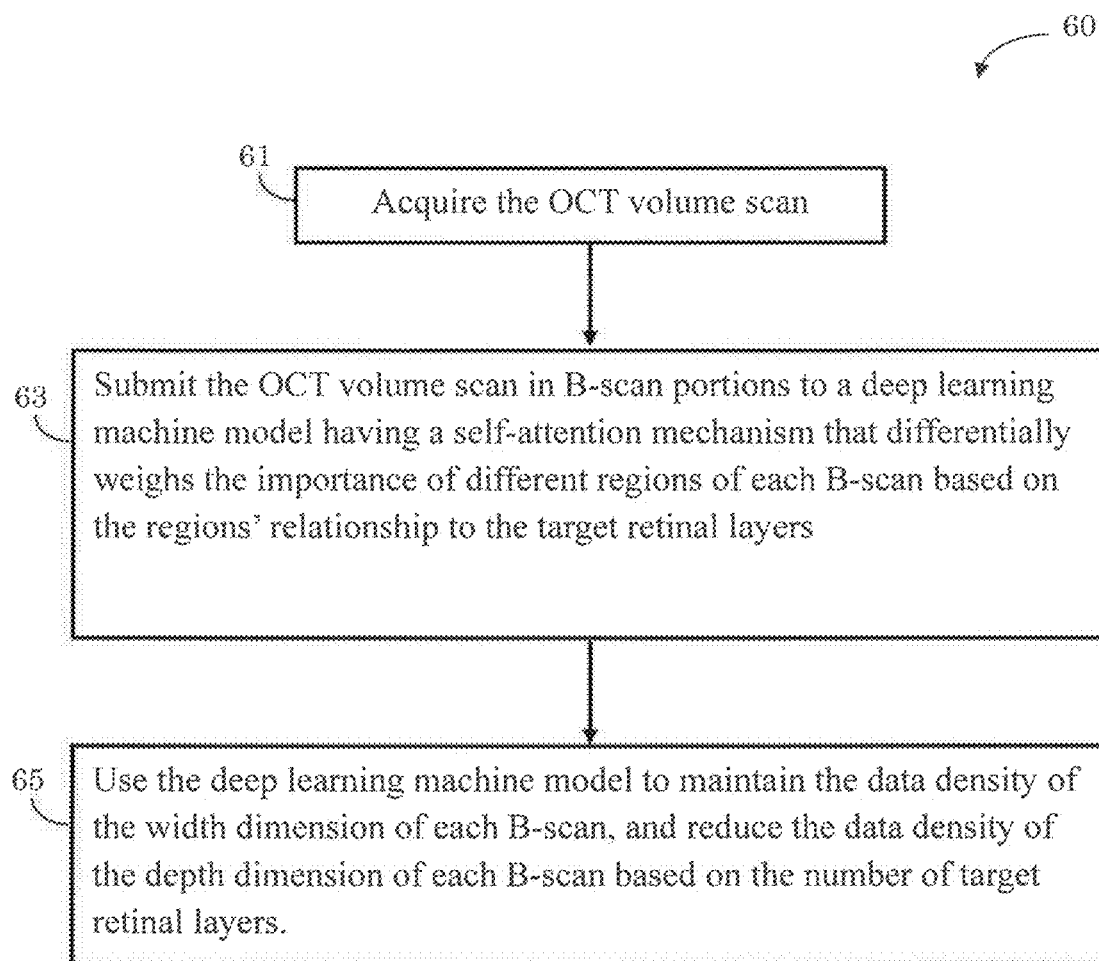 60
61
Acquire the OCT volume scan
63
Submit the OCT volume scan in B-scan portions to a deep learning
machine model having a self-attention mechanism that differentially
weighs the importance of different regions of each B-scan based on
the regions’ relationship to the target retinal layers
65
Use the deep learning machine model to maintain the data density of
the width dimension of each B-scan, and reduce the data density of
the depth dimension of each B-scan based on the number of target
retinal layers.